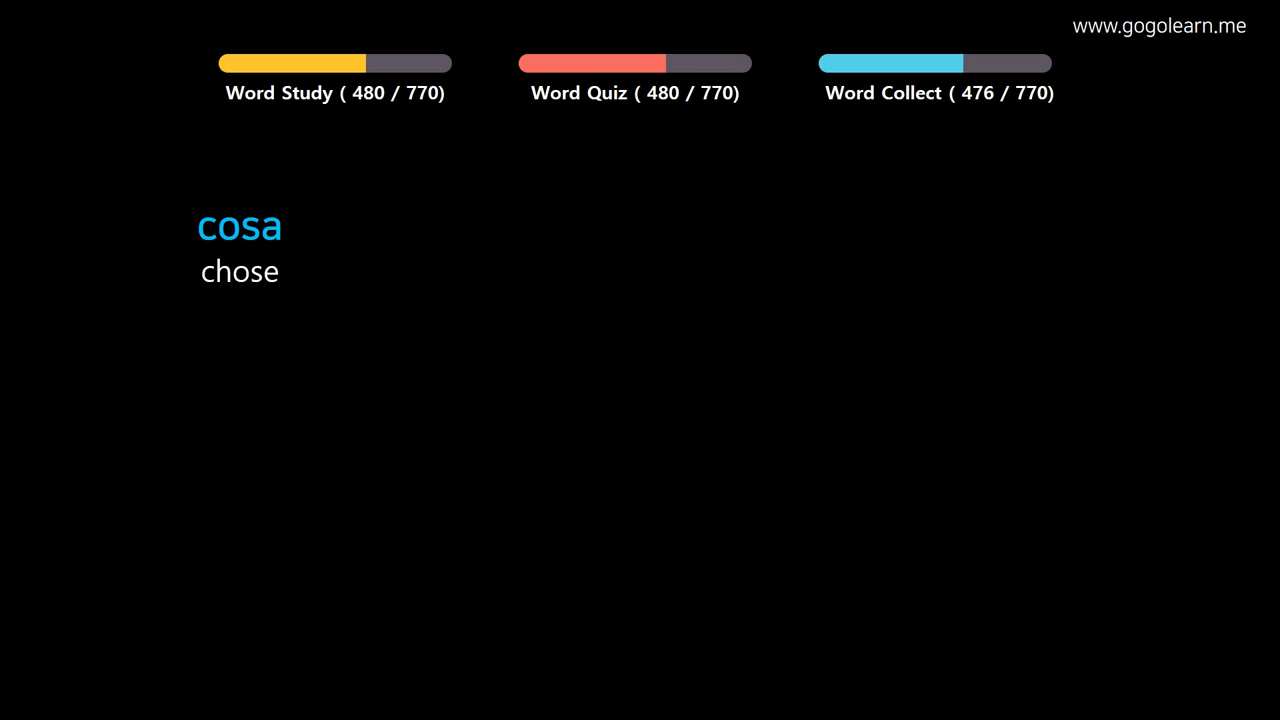 www.gogolearn.me
Word Study ( 480 / 770)
Word Quiz ( 480 / 770)
Word Collect ( 476 / 770)
cosa
chose